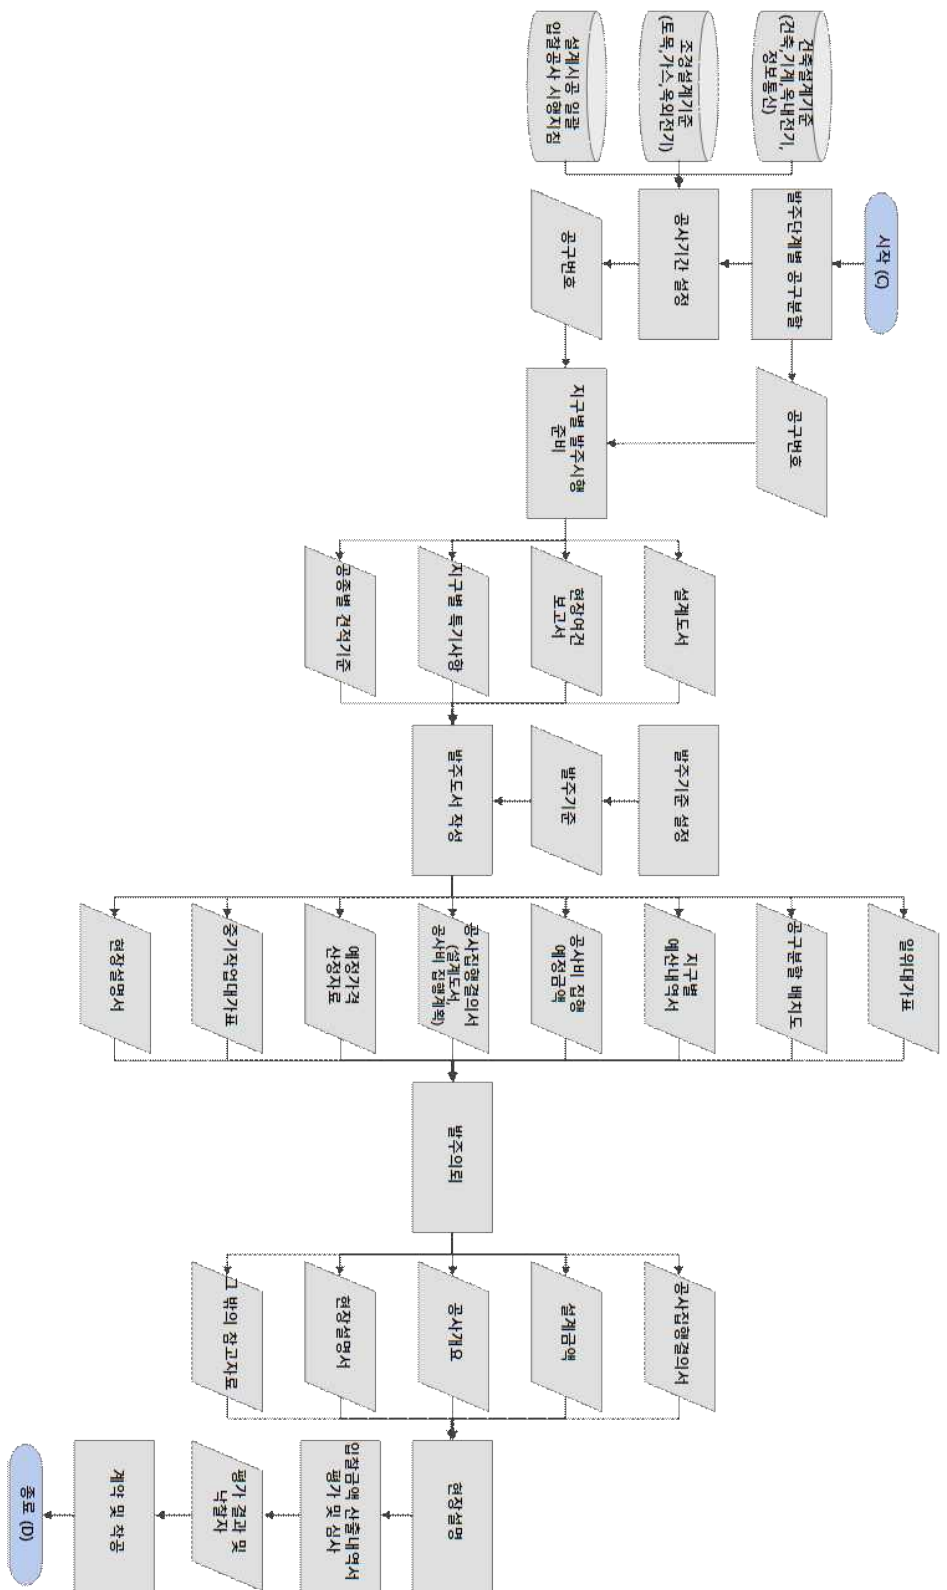 시작 (C)
발주단계별 공구분할
공사기간 설정
공구번호
건축설계기준
(건축,기계,옥내전기,
정보통신)
조경설계기준
(토목,가스,옥외전기)
설계시공 일괄
입찰공사 시행지침
공구번호
지구별 발주시행
준비
설계도서
현장여건
보고서
지구별 특기사항
공종별 견적기준
발주기준 설정
발주기준
발주도서 작성
일위대가표
공구분할 배치도
지구별
예산내역서
공사비 집행
예정금액
공사집행결의서
(설계도서,
공사비 집행계획)
예정가격
산정자료
중기작업대가표
현장설명서
발주의뢰
공사집행결의서
설계금액
공사개요
현장설명서
그 밖의 참고자료
현장설명
입찰금액 산출내역서
평가 및 심사
평가 결과 및
낙찰자
계약 및 착공
종료 (D)